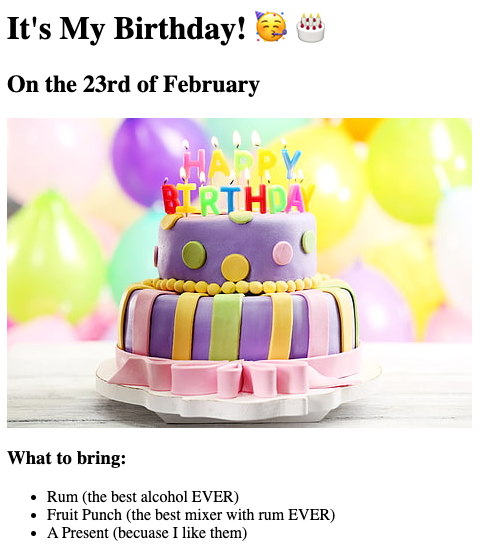 It's My Birthday! 🥳 🎂
On the 23rd of February
HAPPY
BIRTHDAY
What to bring:
• Rum (the best alcohol EVER)
• Fruit Punch (the best mixer with rum EVER)
• A Present (becuase I like them)